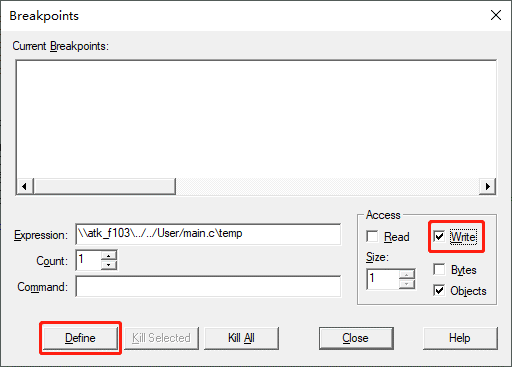 Breakpoints
Current Breakpoints:
Expression: \\atk_f103\../../User/main.c\temp
Count: 1
Command:
Access
Read
Write
Size:
1
Bytes
Objects
Define
Kill Selected
Kill All
Close
Help